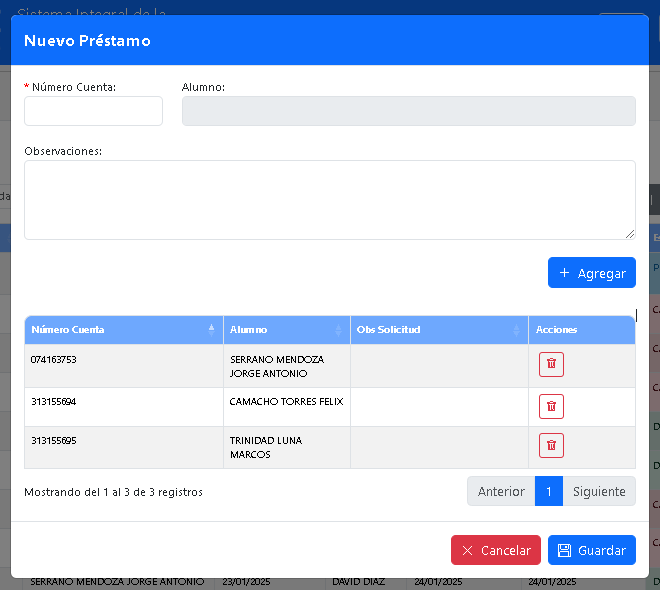 Sistema Integral de la
Nuevo Préstamo
* Número Cuenta:
Alumno:
Observaciones:
+ Agregar
Número Cuenta Alumno Obs Solicitud Acciones
074163753 SERRANO MENDOZA
JORGE ANTONIO
313155694 CAMACHO TORRES FELIX
313155695 TRINIDAD LUNA
MARCOS
Mostrando del 1 al 3 de 3 registros
Anterior 1 Siguiente
Cancelar Guardar
SERRANO MENDOZA JORGE ANTONIO 23/01/2025 DAVID DIAZ 24/01/2025 24/01/2025